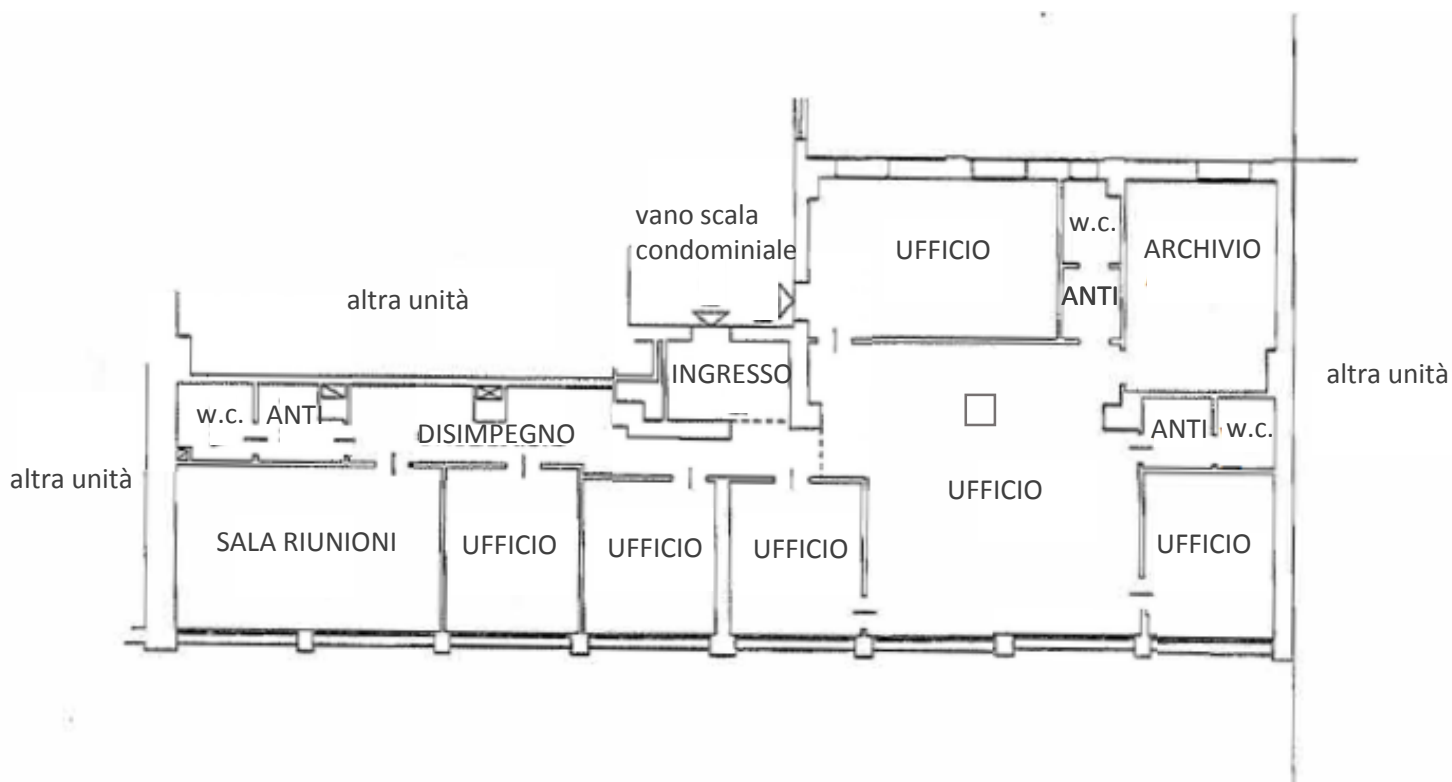 vano scala
condominiale
w.c.
UFFICIO
ARCHIVIO
altra unità
ANTI
INGRESSO
altra unità
w.c.
ANTI
DISIMPEGNO
ANTI
w.c.
altra unità
UFFICIO
SALA RIUNIONI
UFFICIO
UFFICIO
UFFICIO
UFFICIO